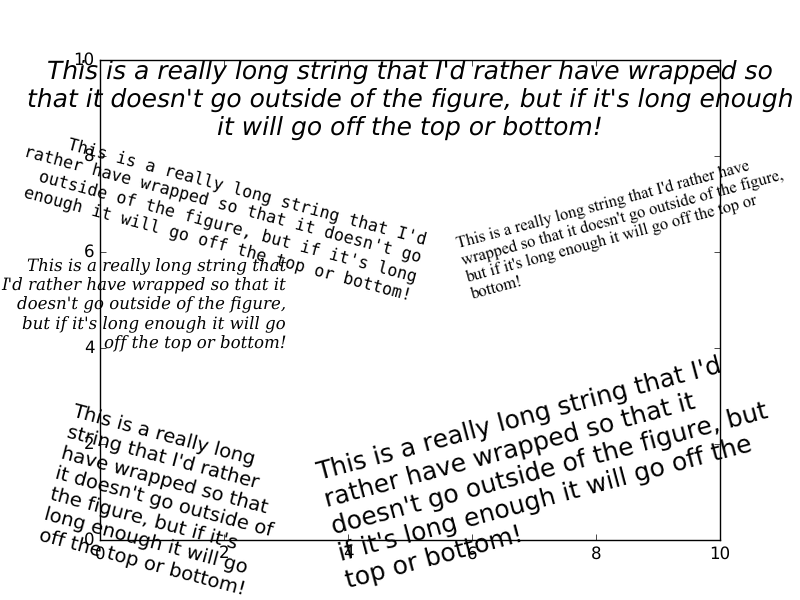 10
This is a really long string that I'd rather have wrapped so
that it doesn't go outside of the figure, but if it's long enough
it will go off the top or bottom!
8
This is a really long string that I'd
rather have wrapped so that it doesn't go
outside of the figure, but if it's long
enough it will go off the top or bottom!
This is a really long string that I'd rather have
wrapped so that it doesn't go outside of the figure,
but if it's long enough it will go off the top or
bottom!
6
This is a really long string that
I'd rather have wrapped so that it
doesn't go outside of the figure,
but if it's long enough it will go
off the top or bottom!
4
This is a really long
string that I'd rather
have wrapped so that
it doesn't go outside of
the figure, but if it's
long enough it will go
off the top or bottom!
2
This is a really long string that I'd
rather have wrapped so that it
doesn't go outside of the figure, but
if it's long enough it will go off the
top or bottom!
0
0 2 4 6 8 10